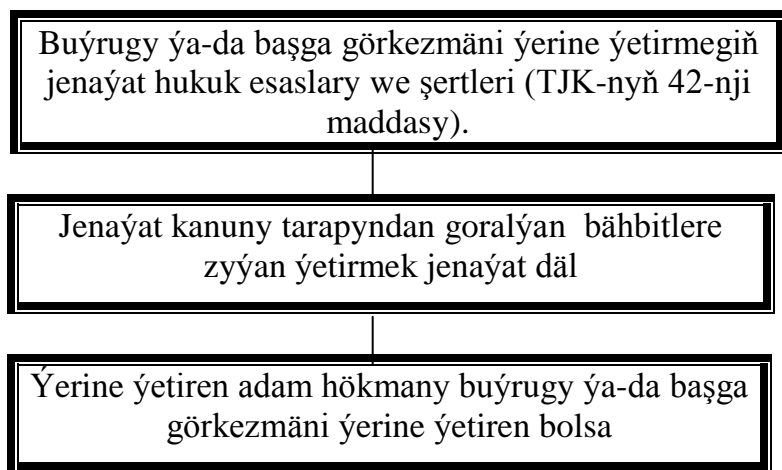 Buýrugy ýa-da başga görkezmäni ýerine ýetirmegiň
jenaýat hukuk esaslary we şertleri (TJK-nyň 42-nji
maddasy).
Jenaýat kanuny tarapyndan goralýan bähbitlere
zyýan ýetirmek jenaýat däl
Ýerine ýetiren adam hökmany buýrugy ýa-da başga
görkezmäni ýerine ýetiren bolsa